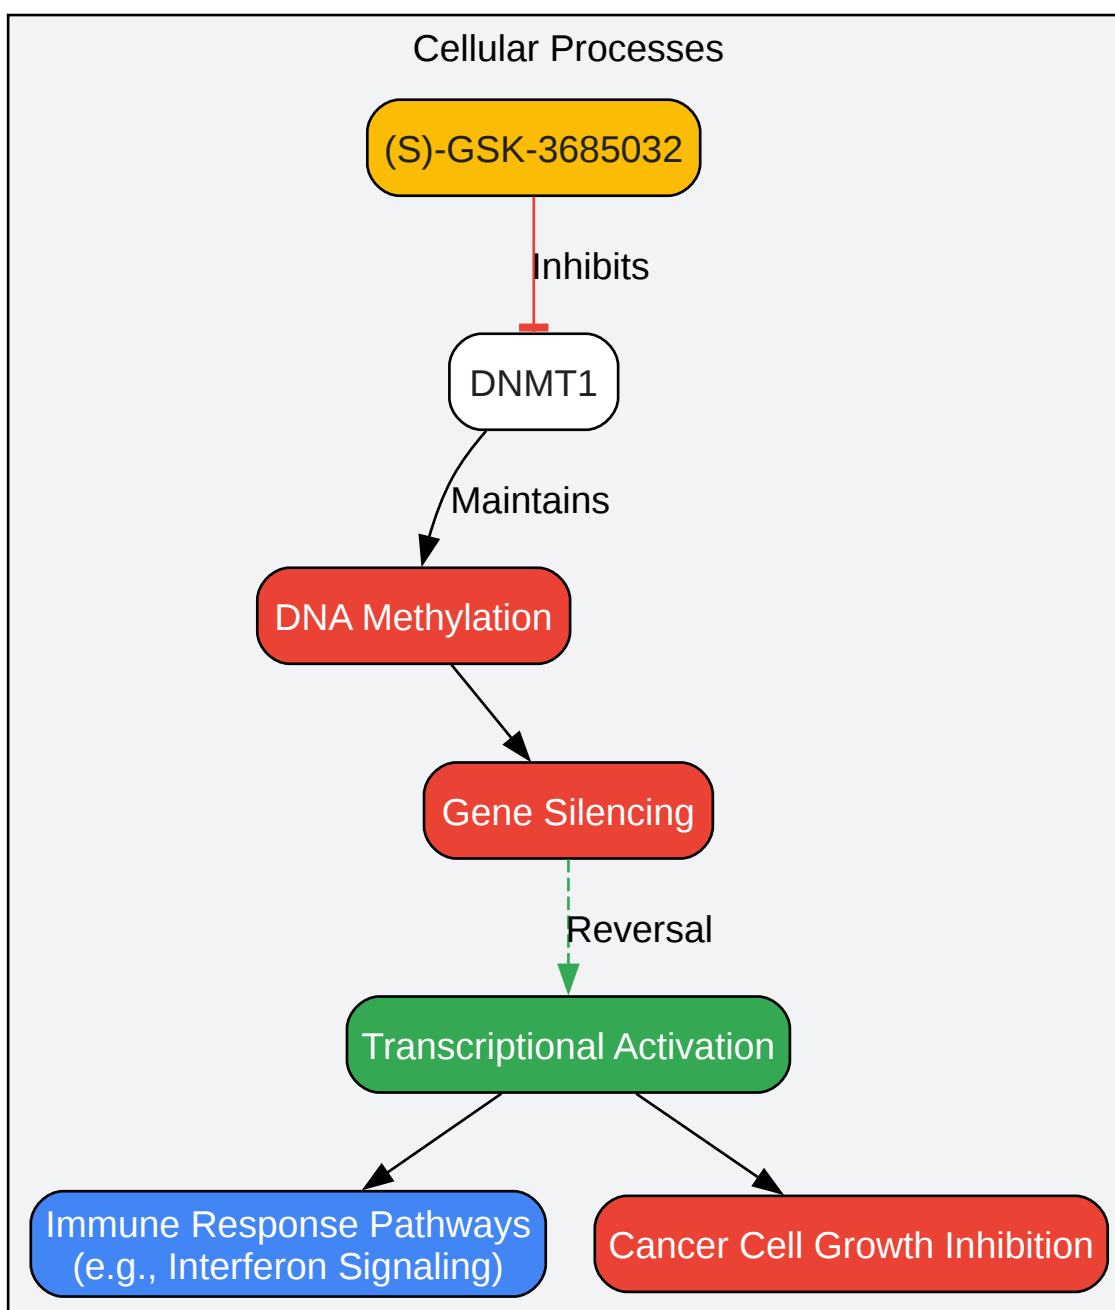 Cellular Processes
(S)-GSK-3685032
Inhibits
DNMT1
Maintains
DNA Methylation
Gene Silencing
Reversal
Transcriptional Activation
Immune Response Pathways
(e.g., Interferon Signaling)
Cancer Cell Growth Inhibition